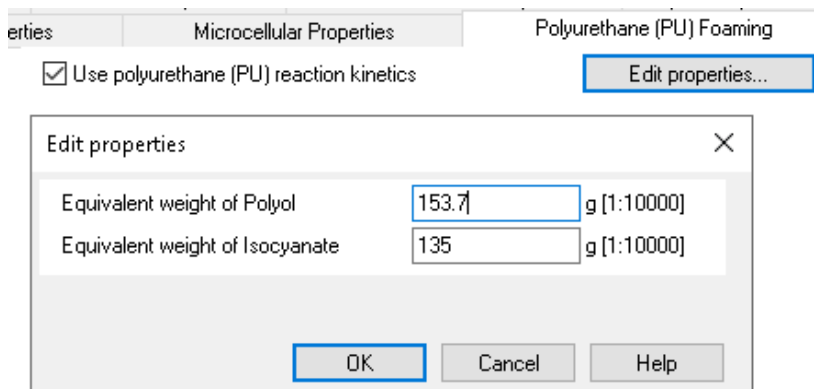 erties
Microcellular Properties
Polyurethane (PU) Foaming
Use polyurethane (PU) reaction kinetics
Edit properties...
Edit properties
Equivalent weight of Polyol 153.7 g [1:10000]
Equivalent weight of Isocyanate 135 g [1:10000]
OK Cancel Help